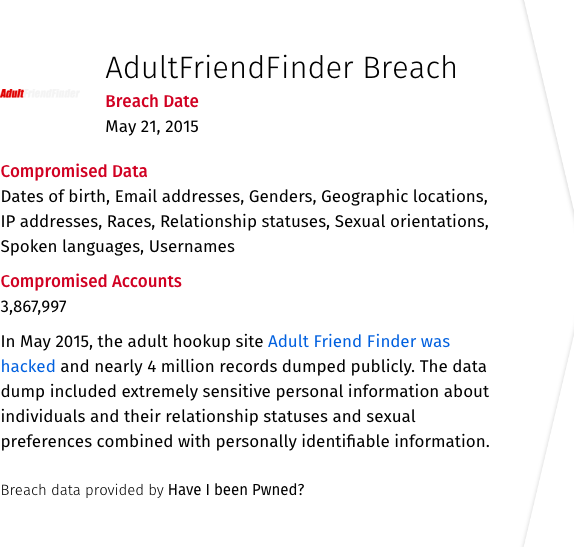 AdultFriendFinder Breach
AdultFriendFinder
Breach Date
May 21, 2015
Compromised Data
Dates of birth, Email addresses, Genders, Geographic locations,
IP addresses, Races, Relationship statuses, Sexual orientations,
Spoken languages, Usernames
Compromised Accounts
3,867,997
In May 2015, the adult hookup site Adult Friend Finder was
hacked and nearly 4 million records dumped publicly. The data
dump included extremely sensitive personal information about
individuals and their relationship statuses and sexual
preferences combined with personally identifiable information.
Breach data provided by Have I been Pwned?